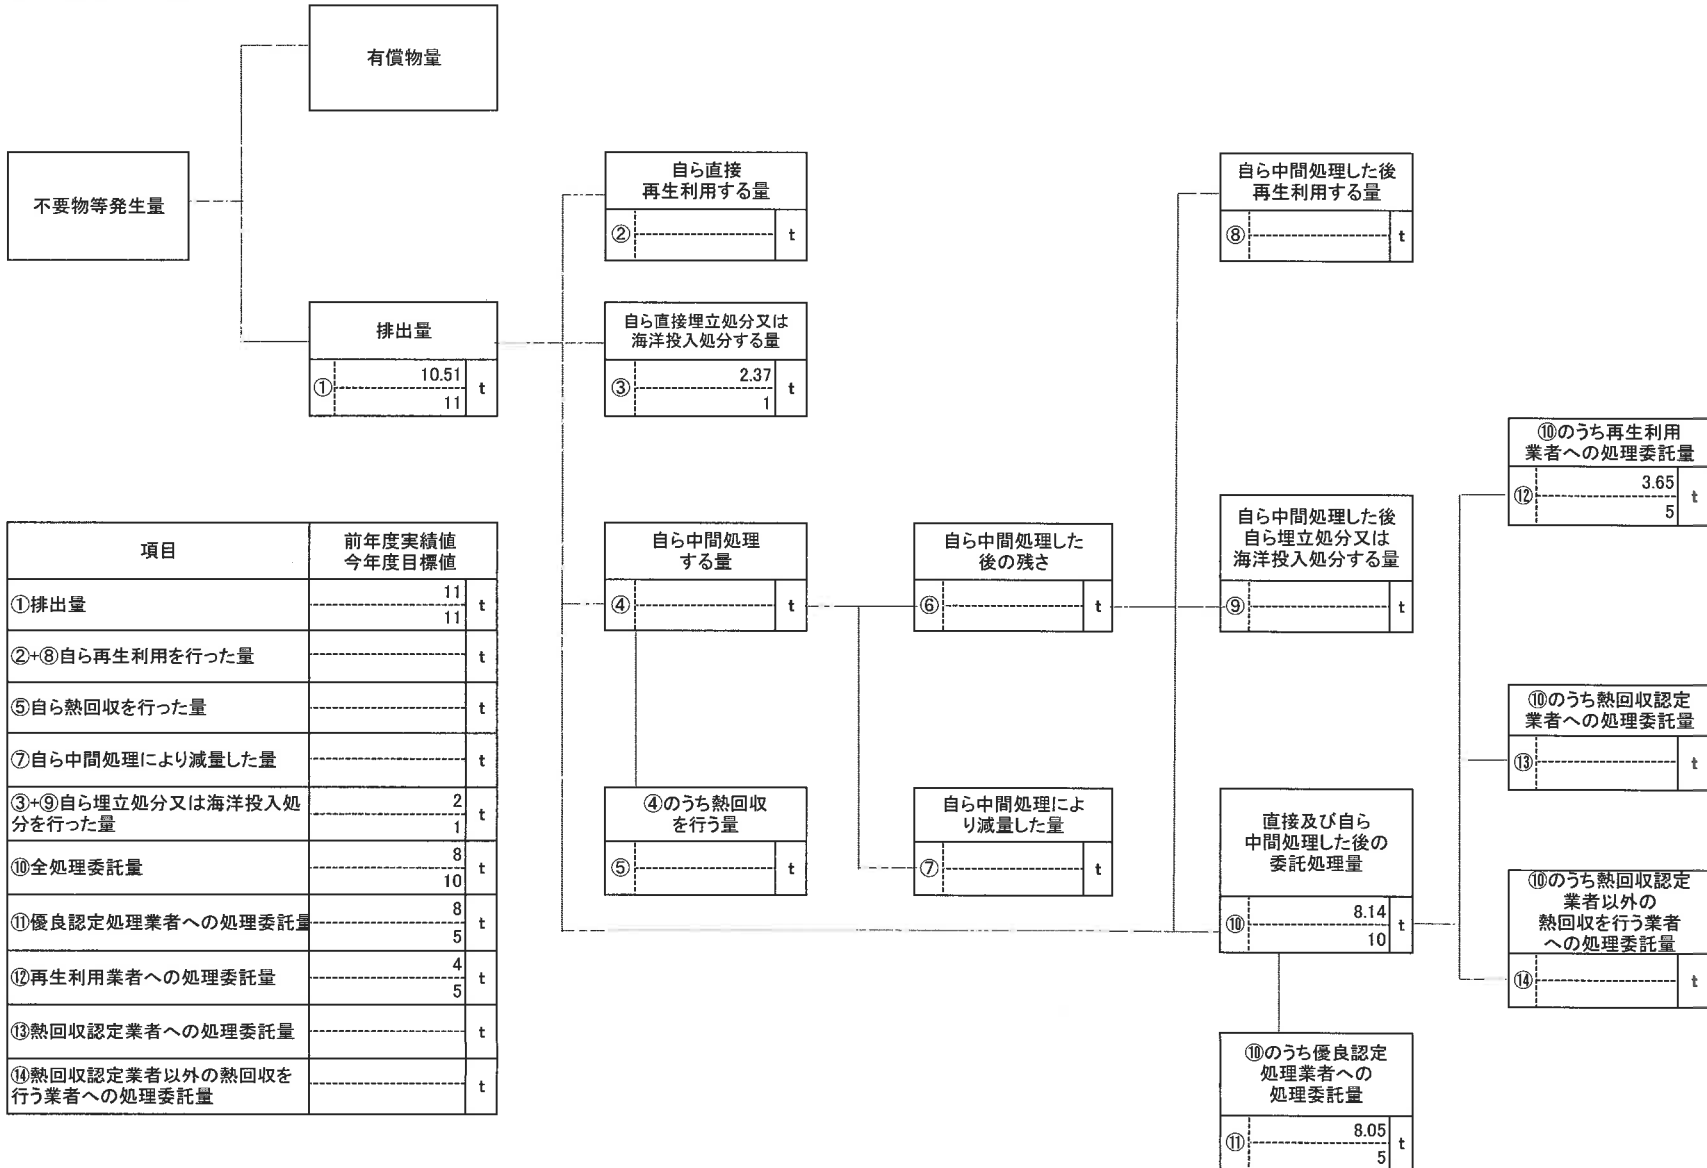 有償物量
不要物等発生量
排出量
①
10.51
11
t
自ら直接
再生利用する量
②
t
自ら直接埋立処分又は
海洋投入処分する量
③
2.37
1
t
自ら中間処理
する量
④
t
④のうち熱回収
を行う量
⑤
t
自ら中間処理した
後の残さ
⑥
t
自ら中間処理によ
り減量した量
⑦
t
自ら中間処理した後
再生利用する量
⑧
t
自ら中間処理した後
自ら埋立処分又は
海洋投入処分する量
⑨
t
直接及び自ら
中間処理した後の
委託処理量
⑩
8.14
10
t
⑩のうち優良認定
処理業者への
処理委託量
⑪
8.05
5
t
⑩のうち再生利用
業者への処理委託量
⑫
3.65
5
t
⑩のうち熱回収認定
業者への処理委託量
⑬
t
⑩のうち熱回収認定
業者以外の
熱回収を行う業者
への処理委託量
⑭
t
項目
前年度実績値
今年度目標値
①排出量
11
11
t
②+⑧自ら再生利用を行った量
t
⑤自ら熱回収を行った量
t
⑦自ら中間処理により減量した量
t
③+⑨自ら埋立処分又は海洋投入処
分を行った量
2
1
t
⑩全処理委託量
8
10
t
⑪優良認定処理業者への処理委託量
8
5
t
⑫再生利用業者への処理委託量
4
5
t
⑬熱回収認定業者への処理委託量
t
⑭熱回収認定業者以外の熱回収を
行う業者への処理委託量
t